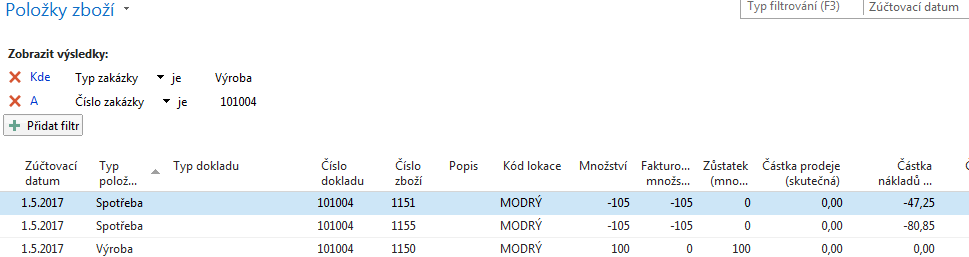 Položky zboží
Typ filtrování (F3) Zúčtovací datum
Zobrazit výsledky:
Kde Typ zakázky je Výroba
A Číslo zakázky je 101004
Přidat filtr
Zúčtovací datum Typ polož... Typ dokladu Číslo dokladu Číslo zboží Popis Kód lokace Množství Fakturo... množs... Zůstatek (mno... Částka prodeje (skutečná) Částka nákladů ...
1.5.2017 Spotřeba 101004 1151 MODRÝ -105 -105 0 0,00 -47,25
1.5.2017 Spotřeba 101004 1155 MODRÝ -105 -105 0 0,00 -80,85
1.5.2017 Výroba 101004 1150 MODRÝ 100 0 100 0,00 0,00